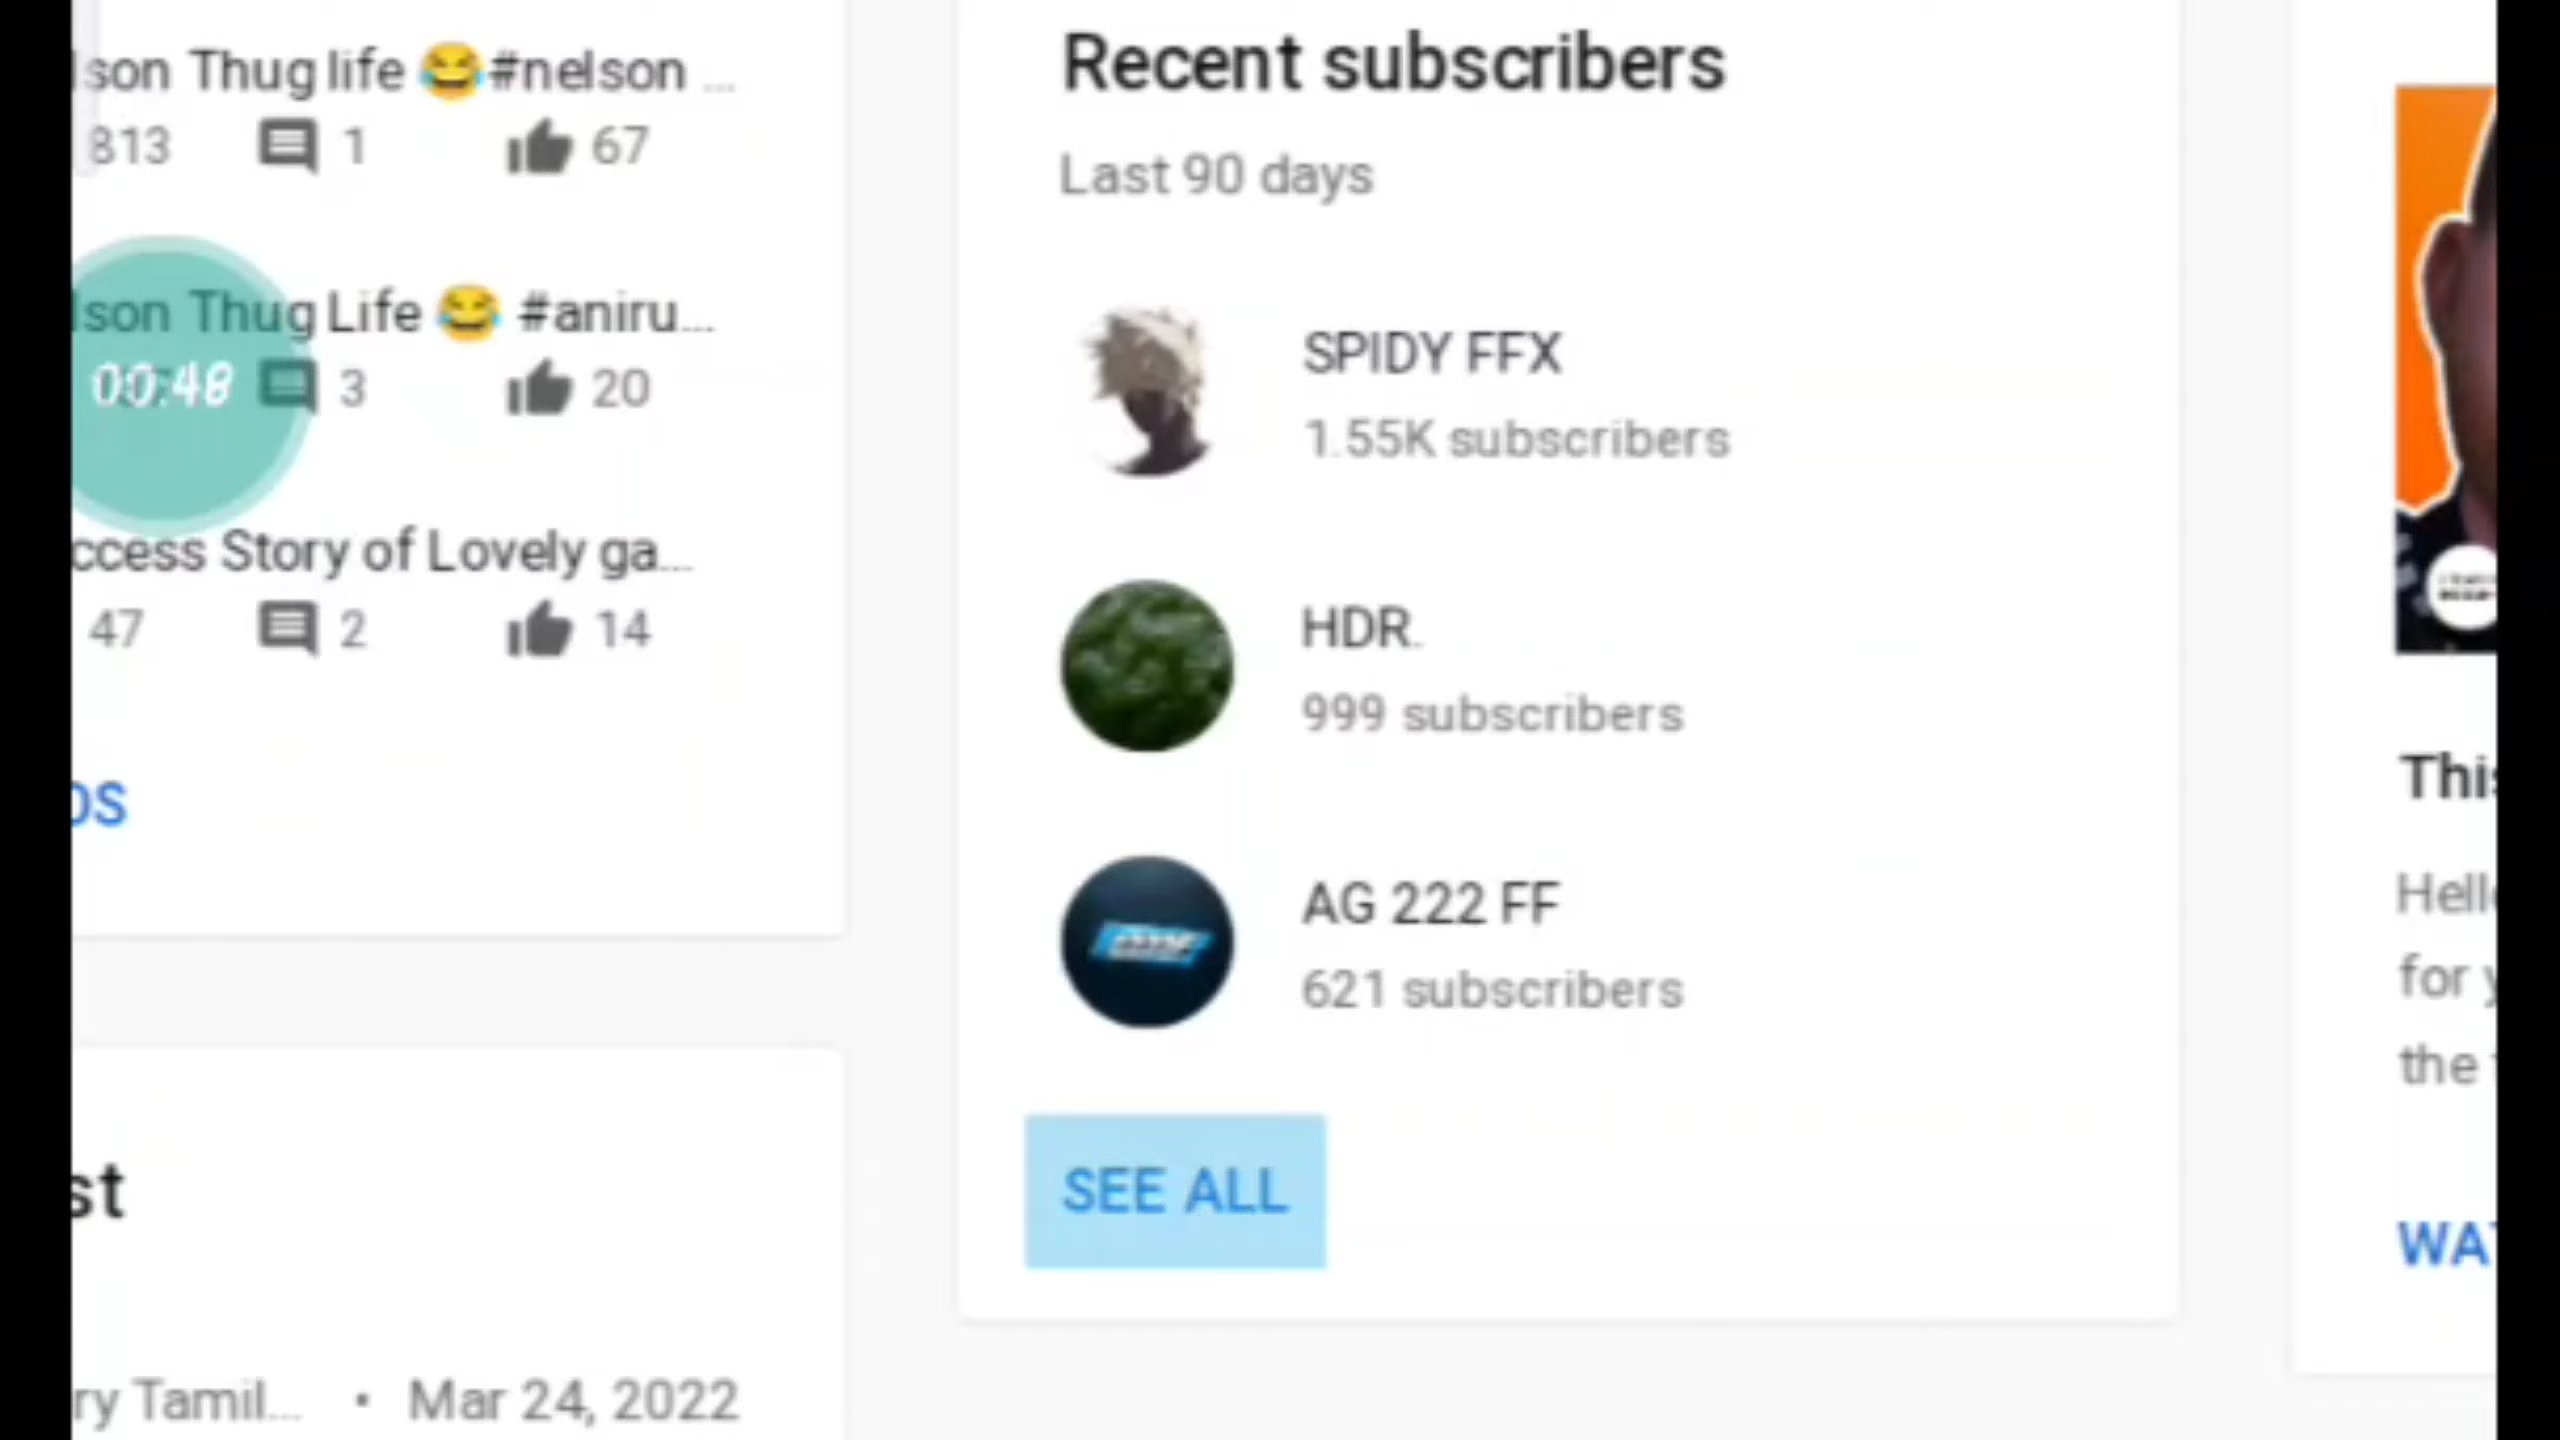 son Thug life 😂#nelson ...
813 1 67
son Thug Life 😂 #aniru...
00:48 3 20
ccess Story of Lovely ga...
47 2 14
OS
st
ry Tamil... • Mar 24, 2022
Recent subscribers
Last 90 days
SPIDY FFX
1.55K subscribers
HDR.
999 subscribers
AG 222 FF
621 subscribers
SEE ALL
This
Hello
for y
the
WAT